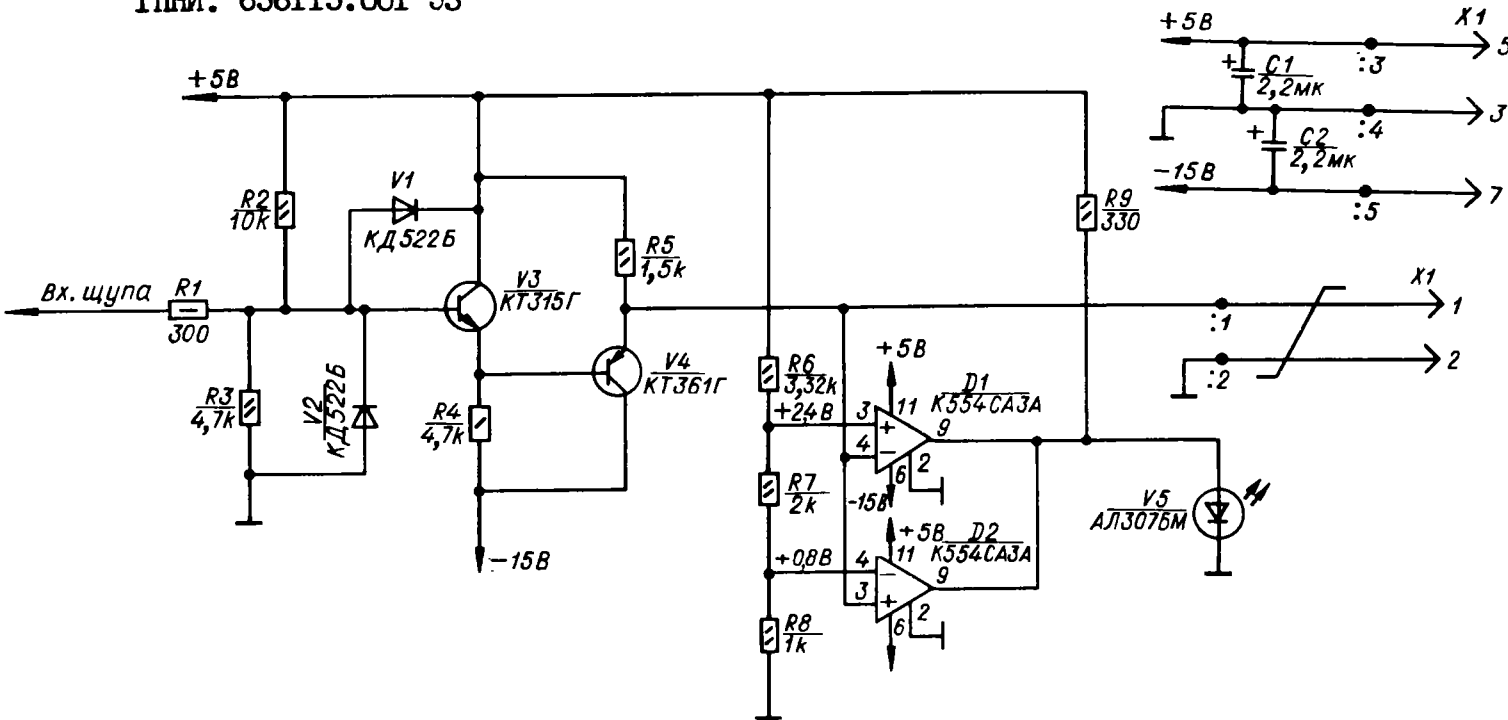 +5В
X1
5
+
C1
2,2мк
:3
3
:4
+
C2
2,2мк
-15В
7
:5
+5В
R2
10k
V1
КД522Б
R9
330
R5
1,5k
Вх. щупа
R1
300
V3
КТ315Г
X1
1
:1
2
:2
V4
КТ361Г
+5В
R6
3,32k
D1
К554СА3А
R3
4,7k
V2
КД522Б
R4
4,7k
+2,4В
3
11
+
9
4
−
2
6
-15В
R7
2k
V5
АЛ307БМ
+5В
D2
К554СА3А
11
-15В
+0,8В
4
−
9
3
+
2
6
R8
1k